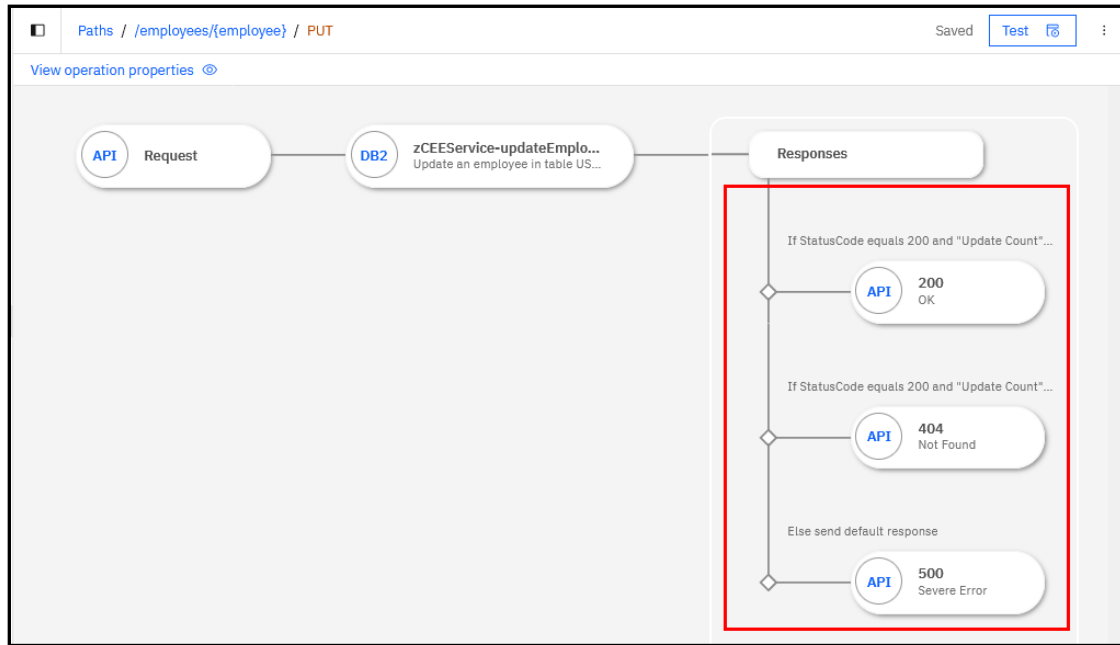 Paths / /employees/{employee} / PUT
Saved
Test
View operation properties
API
Request
DB2
zCEEService-updateEmplo...
Update an employee in table US...
Responses
If StatusCode equals 200 and "Update Count"...
API
200
OK
If StatusCode equals 200 and "Update Count"...
API
404
Not Found
Else send default response
API
500
Severe Error